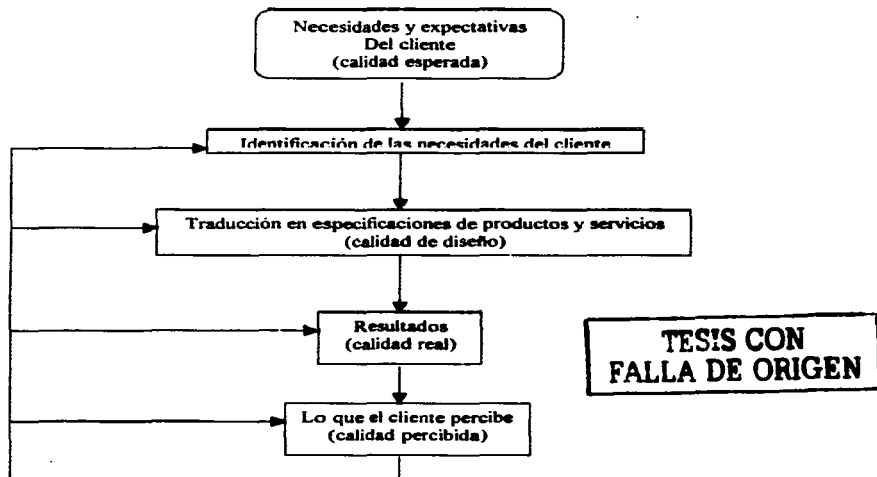 Necesidades y expectativas
Del cliente
(calidad esperada)
Identificación de las necesidades del cliente
Traducción en especificaciones de productos y servicios
(calidad de diseño)
Resultados
(calidad real)
TESIS CON
FALLA DE ORIGEN
Lo que el cliente percibe
(calidad percibida)